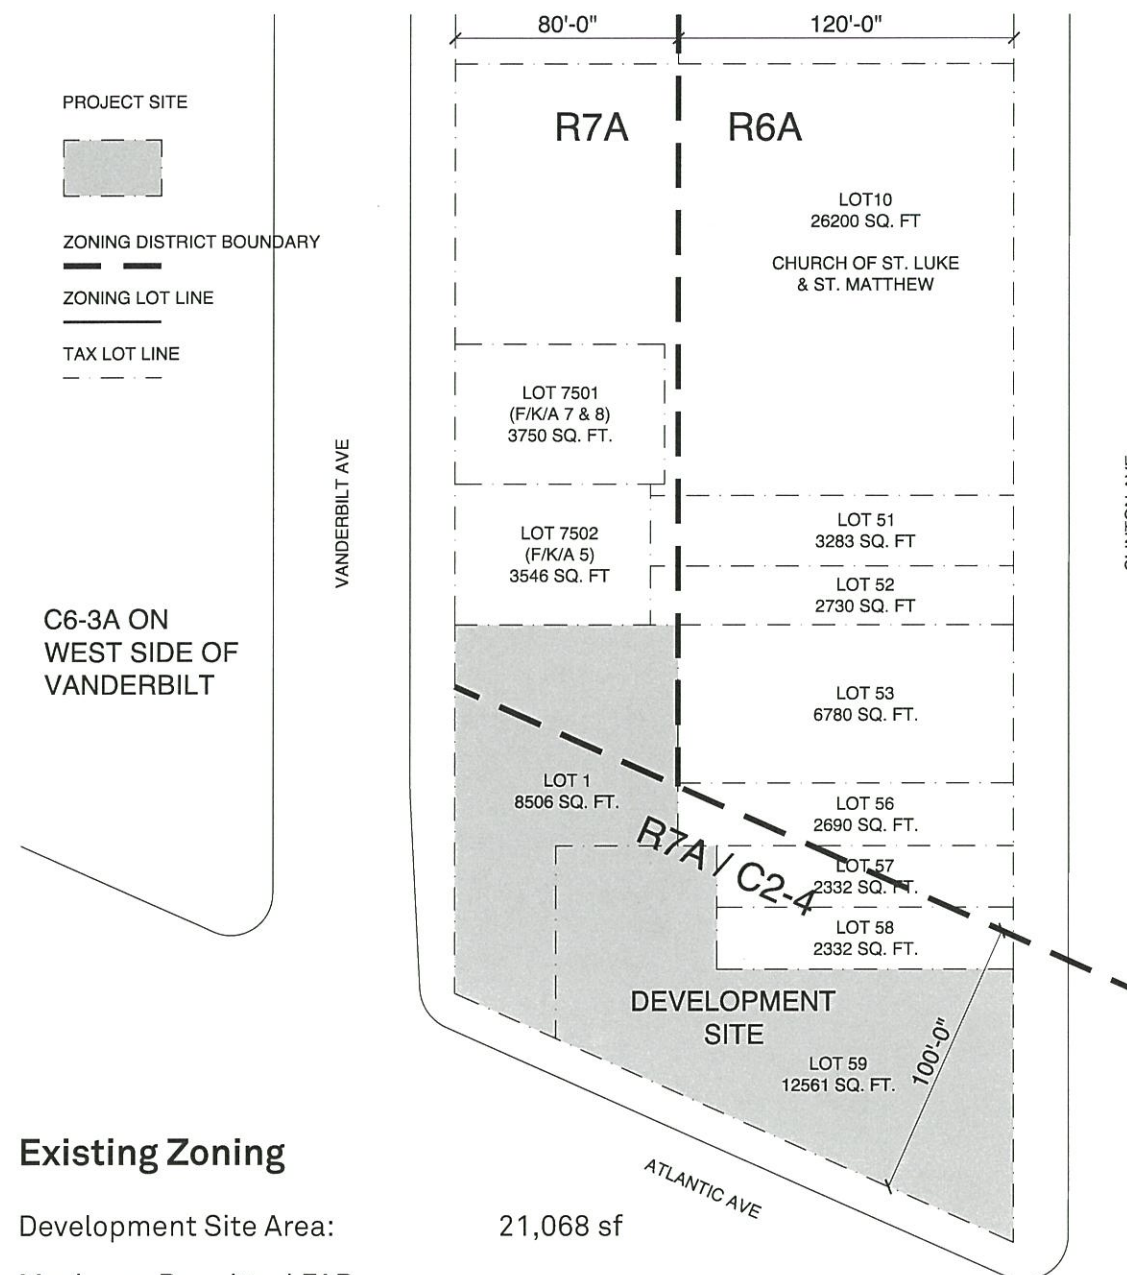 80'-0"
120'-0"
PROJECT SITE
ZONING DISTRICT BOUNDARY
ZONING LOT LINE
TAX LOT LINE
R7A
R6A
LOT10
26200 SQ. FT
CHURCH OF ST. LUKE
& ST. MATTHEW
LOT 7501
(F/K/A 7 & 8)
3750 SQ. FT.
VANDERBILT AVE
LOT 7502
(F/K/A 5)
3546 SQ. FT
LOT 51
3283 SQ. FT
LOT 52
2730 SQ. FT
C6-3A ON
WEST SIDE OF
VANDERBILT
LOT 53
6780 SQ. FT.
LOT 1
8506 SQ. FT.
LOT 56
2690 SQ. FT.
R7A / C2-4
LOT 57
2332 SQ. FT.
LOT 58
2332 SQ. FT.
DEVELOPMENT
SITE
LOT 59
12561 SQ. FT.
100'-0"
ATLANTIC AVE
Existing Zoning
Development Site Area: 21,068 sf